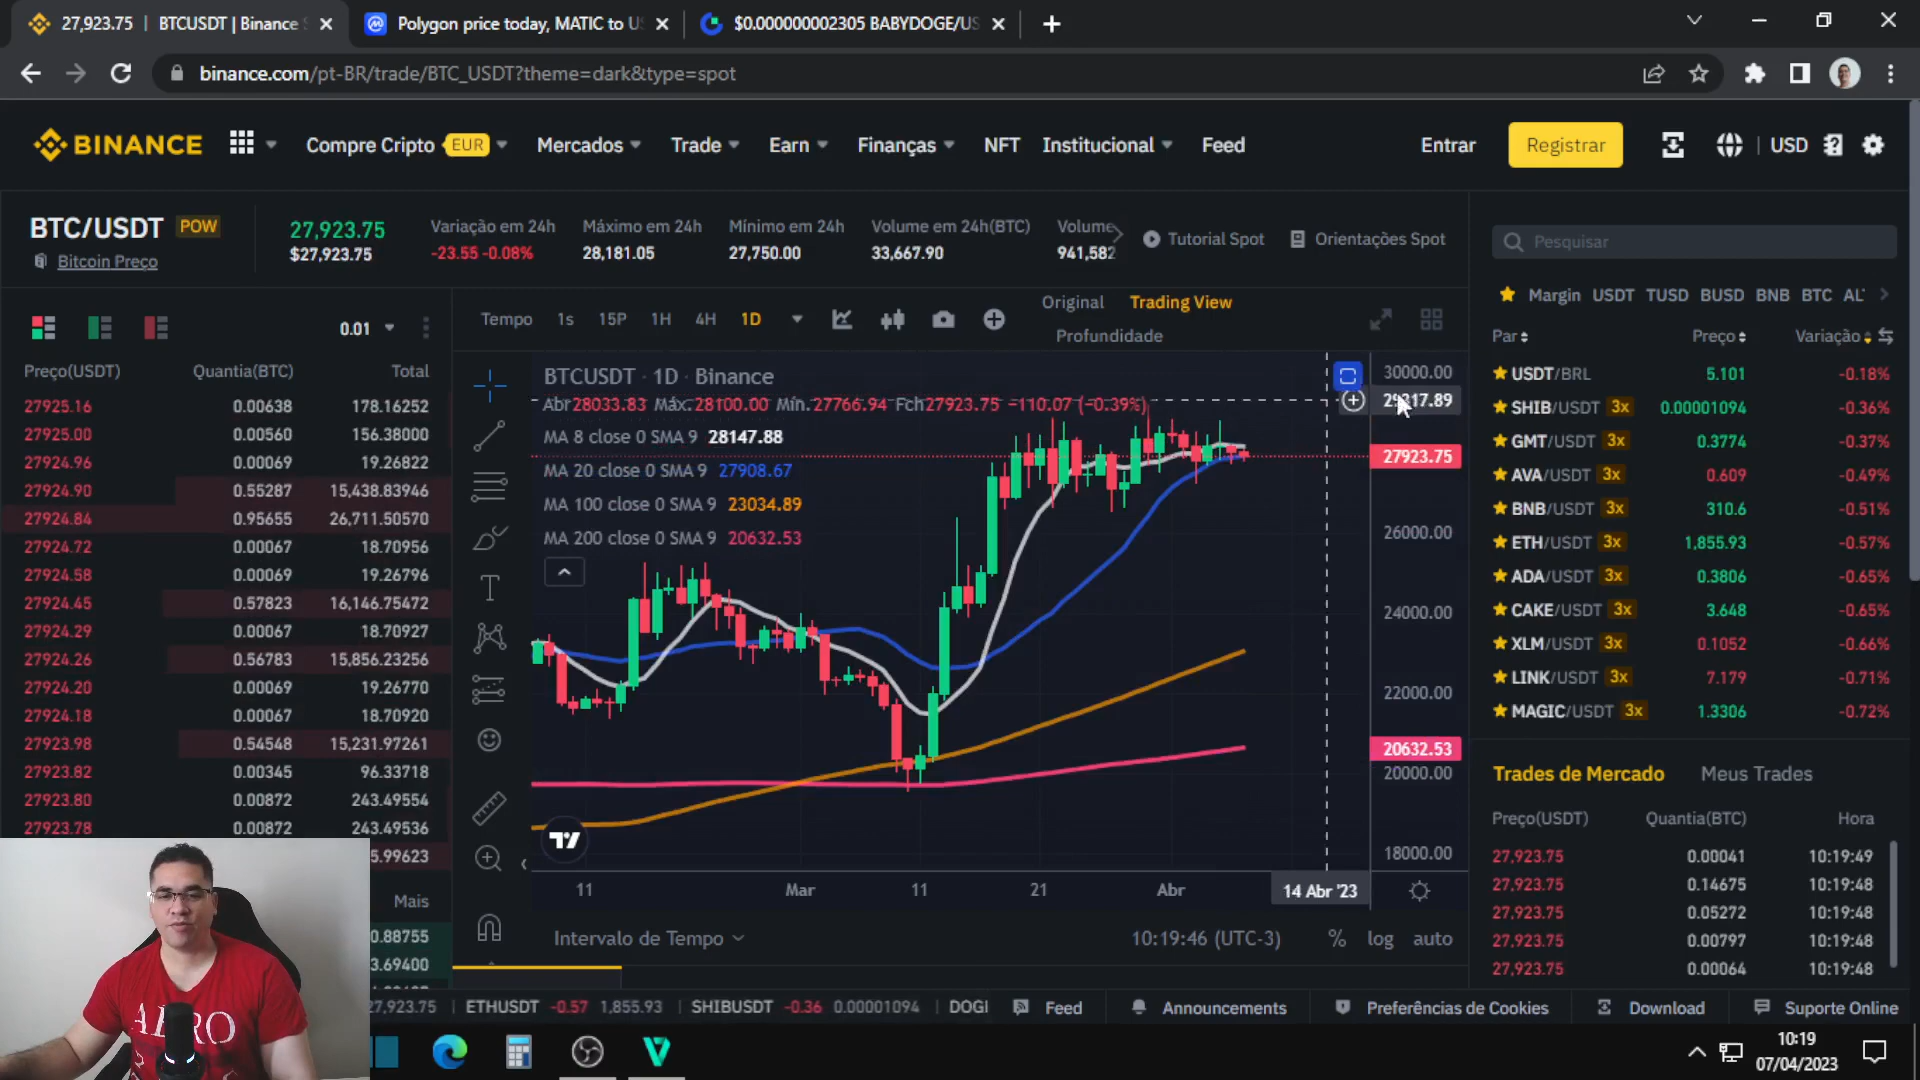 27,923.75 | BTCUSDT | Binance S
Polygon price today, MATIC to US
$0.000000002305 BABYDOGE/US
binance.com/pt-BR/trade/BTC_USDT?theme=dark&type=spot
BINANCE
Compre Cripto EUR
Mercados
Trade
Earn
Finanças
NFT
Institucional
Feed
Entrar
Registrar
USD
BTC/USDT POW
Bitcoin Preço
27,923.75
$27,923.75
Variação em 24h
-23.55 -0.08%
Máximo em 24h
28,181.05
Mínimo em 24h
27,750.00
Volume em 24h(BTC)
33,667.90
Volume
941,582
Tutorial Spot
Orientações Spot
0.01
Preço(USDT) Quantia(BTC) Total
27925.16 0.00638 178.16252
27925.00 0.00560 156.38000
27924.96 0.00069 19.26822
27924.90 0.55287 15,438.83946
27924.84 0.95655 26,711.50570
27924.72 0.00067 18.70956
27924.58 0.00069 19.26796
27924.45 0.57823 16,146.75472
27924.29 0.00067 18.70927
27924.26 0.56783 15,856.23256
27924.20 0.00069 19.26770
27924.18 0.00067 18.70920
27923.98 0.54548 15,231.97261
27923.82 0.00345 96.33718
27923.80 0.00872 243.49554
27923.78 0.00872 243.49536
5.99623
Mais
0.88755
3.69400
Tempo 1s 15P 1H 4H 1D
Original
Trading View
Profundidade
BTCUSDT · 1D · Binance
Abr28033.83 Máx.28100.00 Mín.27766.94 Fch27923.75 −110.07 (−0.39%)
MA 8 close 0 SMA 9 28147.88
MA 20 close 0 SMA 9 27908.67
MA 100 close 0 SMA 9 23034.89
MA 200 close 0 SMA 9 20632.53
30000.00
27923.75
26000.00
24000.00
22000.00
20632.53
20000.00
18000.00
11 Mar 11 21 Abr 14 Abr '23
Intervalo de Tempo
10:19:46 (UTC-3)
% log auto
Pesquisar
Margin USDT TUSD BUSD BNB BTC AL
Par Preço Variação
USDT/BRL 5.101 -0.18%
SHIB/USDT 3x 0.00001094 -0.36%
GMT/USDT 3x 0.3774 -0.37%
AVA/USDT 3x 0.609 -0.49%
BNB/USDT 3x 310.6 -0.51%
ETH/USDT 3x 1,855.93 -0.57%
ADA/USDT 3x 0.3806 -0.65%
CAKE/USDT 3x 3.648 -0.65%
XLM/USDT 3x 0.1052 -0.66%
LINK/USDT 3x 7.179 -0.71%
MAGIC/USDT 3x 1.3306 -0.72%
Trades de Mercado
Meus Trades
Preço(USDT) Quantia(BTC) Hora
27,923.75 0.00041 10:19:49
27,923.75 0.14675 10:19:48
27,923.75 0.05272 10:19:48
27,923.75 0.00797 10:19:48
27,923.75 0.00064 10:19:48
27,923.75 | ETHUSDT -0.57 1,855.93 | SHIBUSDT -0.36 0.00001094 | DOGI
Feed
Announcements
Preferências de Cookies
Download
Suporte Online
10:19
07/04/2023